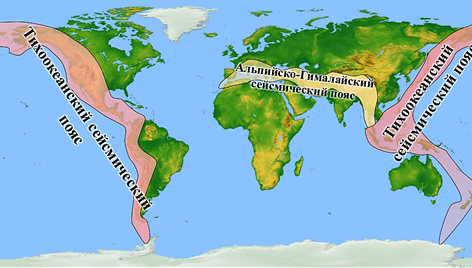 Тихоокеанский сейсмический
пояс
Альпийско-Гималайский
сейсмический пояс
Тихоокеанский
сейсмический пояс